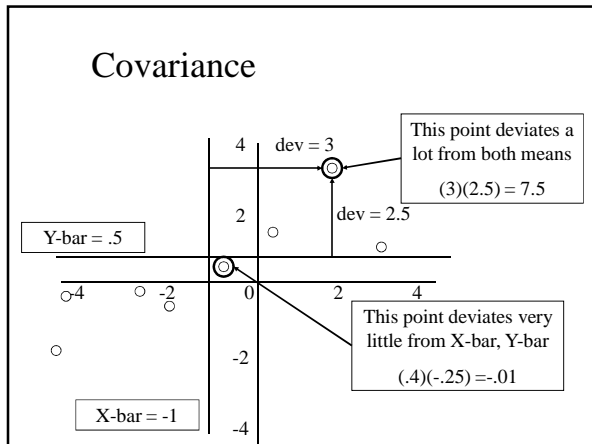 Covariance
4
dev = 3
This point deviates a
lot from both means
(3)(2.5) = 7.5
2
dev = 2.5
Y-bar = .5
-4
-2
0
2
4
This point deviates very
little from X-bar, Y-bar
(.4)(-.25) =-.01
-2
X-bar = -1
-4